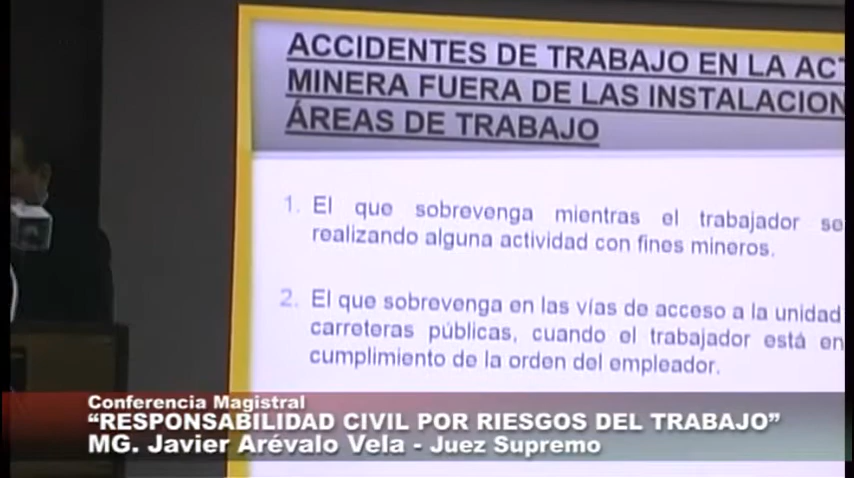 ACCIDENTES DE TRABAJO EN LA
MINERA FUERA DE LAS
ÁREAS DE TRABAJO
1. El que sobrevenga mientras el trabajador
realizando alguna actividad con fines mineros.
2. El que sobrevenga en las vías de acceso a la unidad
carreteras públicas, cuando el trabajador está en
cumplimiento de la orden del empleador.
Conferencia Magistral
“RESPONSABILIDAD CIVIL POR RIESGOS DEL TRABAJO”
MG. Javier Arévalo Vela - Juez Supremo